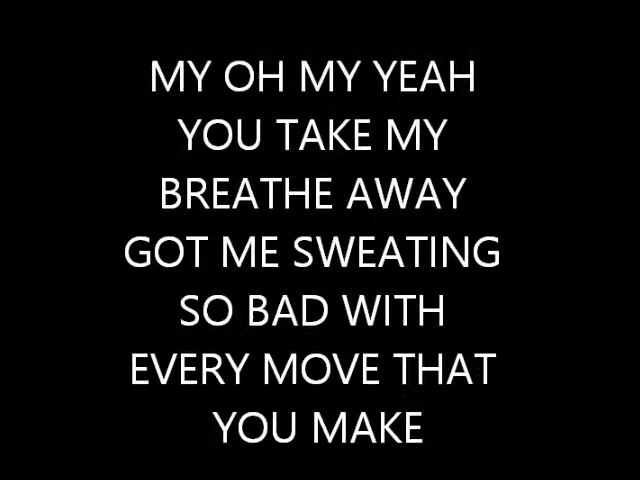 MY OH MY YEAH
YOU TAKE MY
BREATHE AWAY
GOT ME SWEATING
SO BAD WITH
EVERY MOVE THAT
YOU MAKE